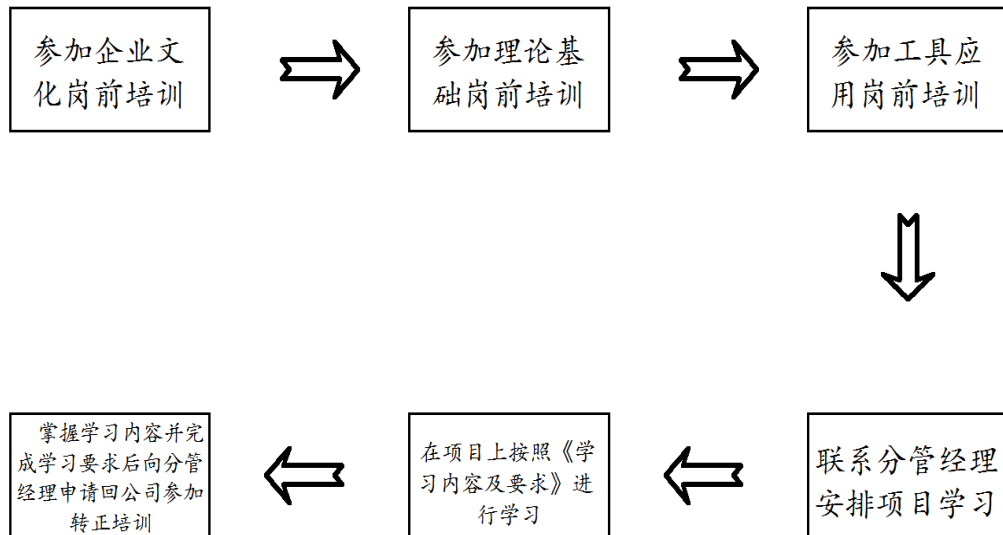 参加企业文
化岗前培训
参加理论基
础岗前培训
参加工具应
用岗前培训
联系分管经理
安排项目学习
在项目上按照《学
习内容及要求》进
行学习
掌握学习内容并完
成学习要求后向分管
经理申请回公司参加
转正培训